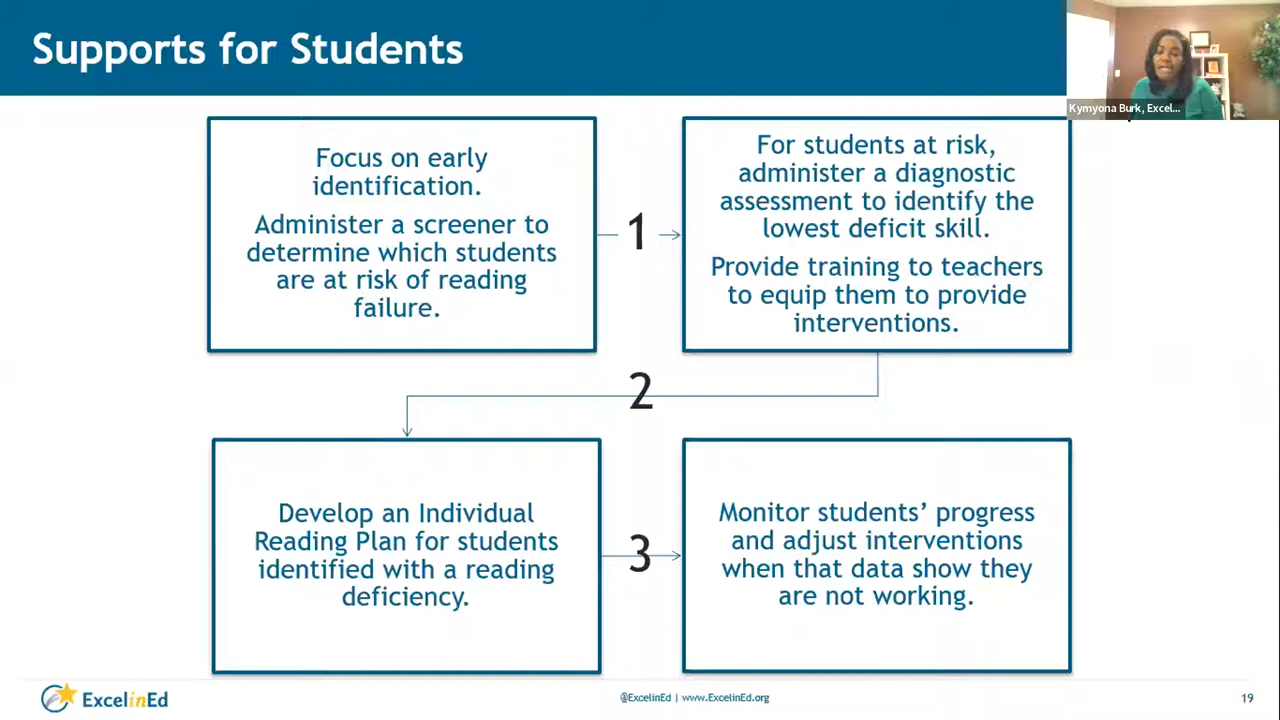 Supports for Students
Kymyona Burk, Excel...
Focus on early
identification.
Administer a screener to
determine which students
are at risk of reading
failure.
1
For students at risk,
administer a diagnostic
assessment to identify the
lowest deficit skill.
Provide training to teachers
to equip them to provide
interventions.
2
Develop an Individual
Reading Plan for students
identified with a reading
deficiency.
3
Monitor students’ progress
and adjust interventions
when that data show they
are not working.
ExcelinEd
@ExcelinEd | www.ExcelinEd.org
19